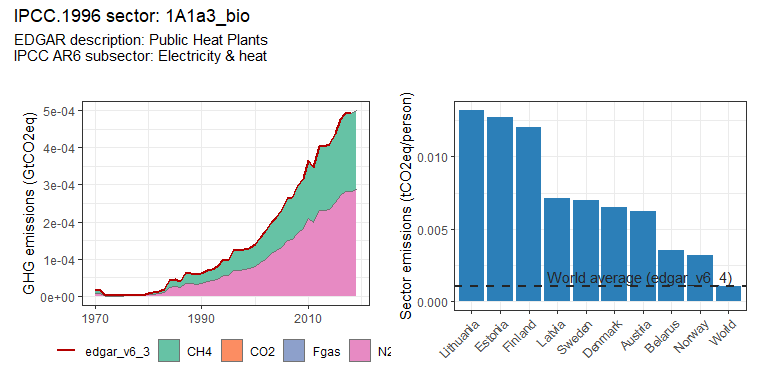 IPCC.1996 sector: 1A1a3_bio
EDGAR description: Public Heat Plants
IPCC AR6 subsector: Electricity & heat
GHG emissions (GtCO2eq)
5e-04
4e-04
3e-04
2e-04
1e-04
0e+00
1970
1990
2010
edgar_v6_3
CH4
CO2
Fgas
N2
Sector emissions (tCO2eq/person)
0.010
0.005
0.000
World average (edgar_v6_4)
Lithuania
Estonia
Finland
Latvia
Sweden
Denmark
Austria
Belarus
Norway
World